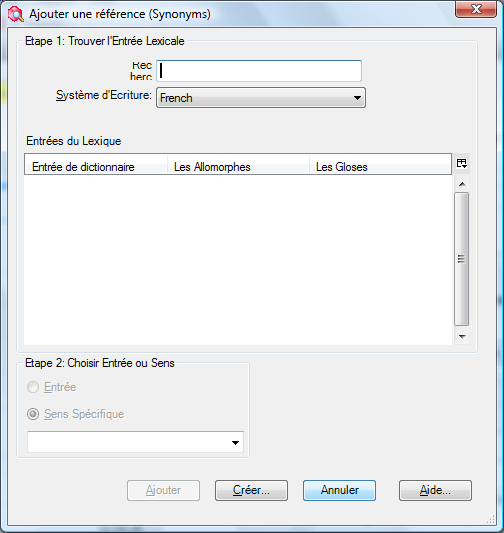 Ajouter une référence (Synonyms)
Etape 1: Trouver l'Entrée Lexicale
Rec
herc
Système d'Ecriture: French
Entrées du Lexique
Entrée de dictionnaire Les Allomorphes Les Gloses
Etape 2: Choisir Entrée ou Sens
Entrée
Sens Spécifique
Ajouter Créer... Annuler Aide...